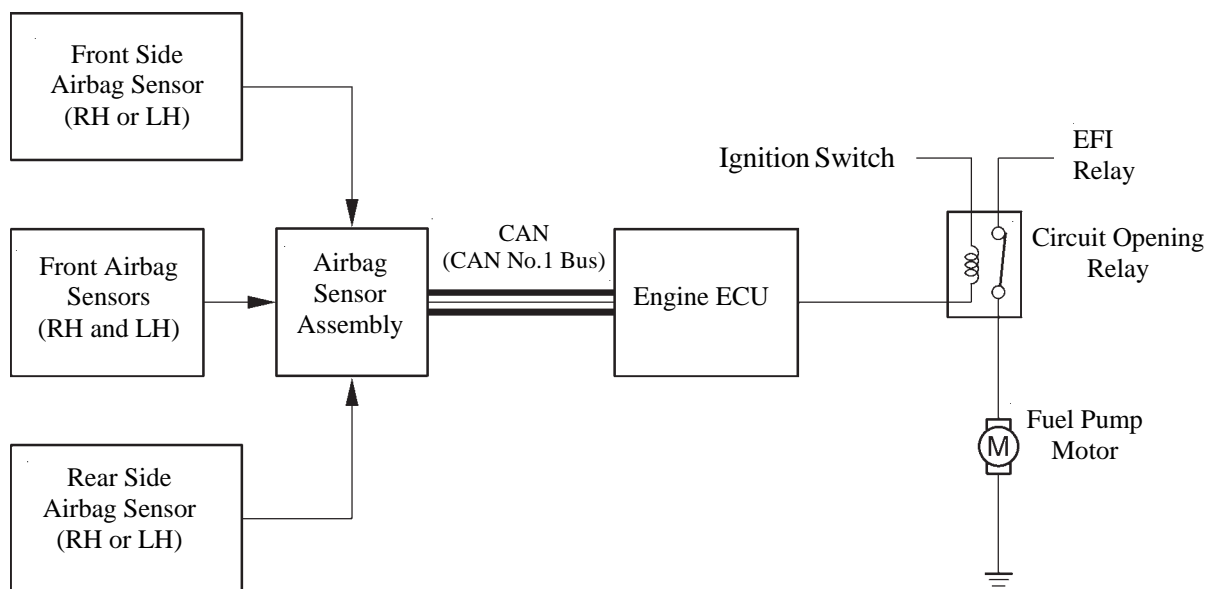 Front Side
Airbag Sensor
(RH or LH)
Front Airbag
Sensors
(RH and LH)
Rear Side
Airbag Sensor
(RH or LH)
Airbag
Sensor
Assembly
CAN
(CAN No.1 Bus)
Engine ECU
Ignition Switch
EFI
Relay
Circuit Opening
Relay
Fuel Pump
Motor
M